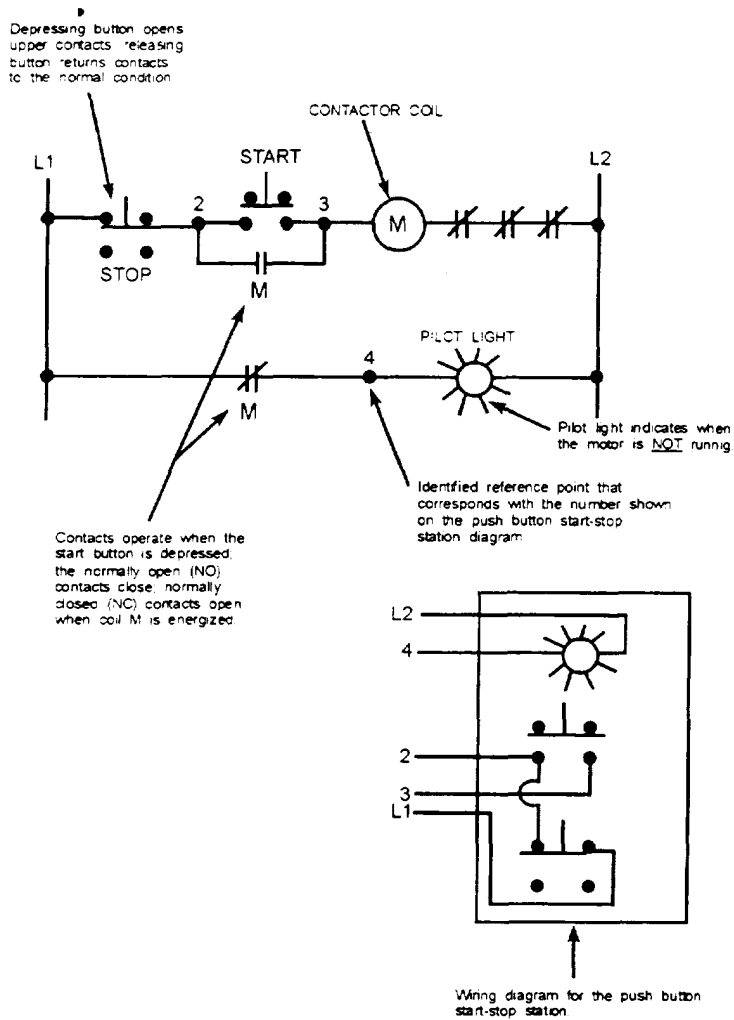 Depressing button opens
upper contacts releasing
button returns contacts
to the normal condition
CONTACTOR COIL
L1
START
L2
2
3
M
STOP
M
PILOT LIGHT
4
M
Pilot light indicates when
the motor is NOT runnig
Identified reference point that
corresponds with the number shown
on the push button start-stop
station diagram
Contacts operate when the
start button is depressed;
the normally open (NO)
contacts close; normally
closed (NC) contacts open
when coil M is energized.
L2
4
2
3
L1
Wiring diagram for the push button
start-stop station.